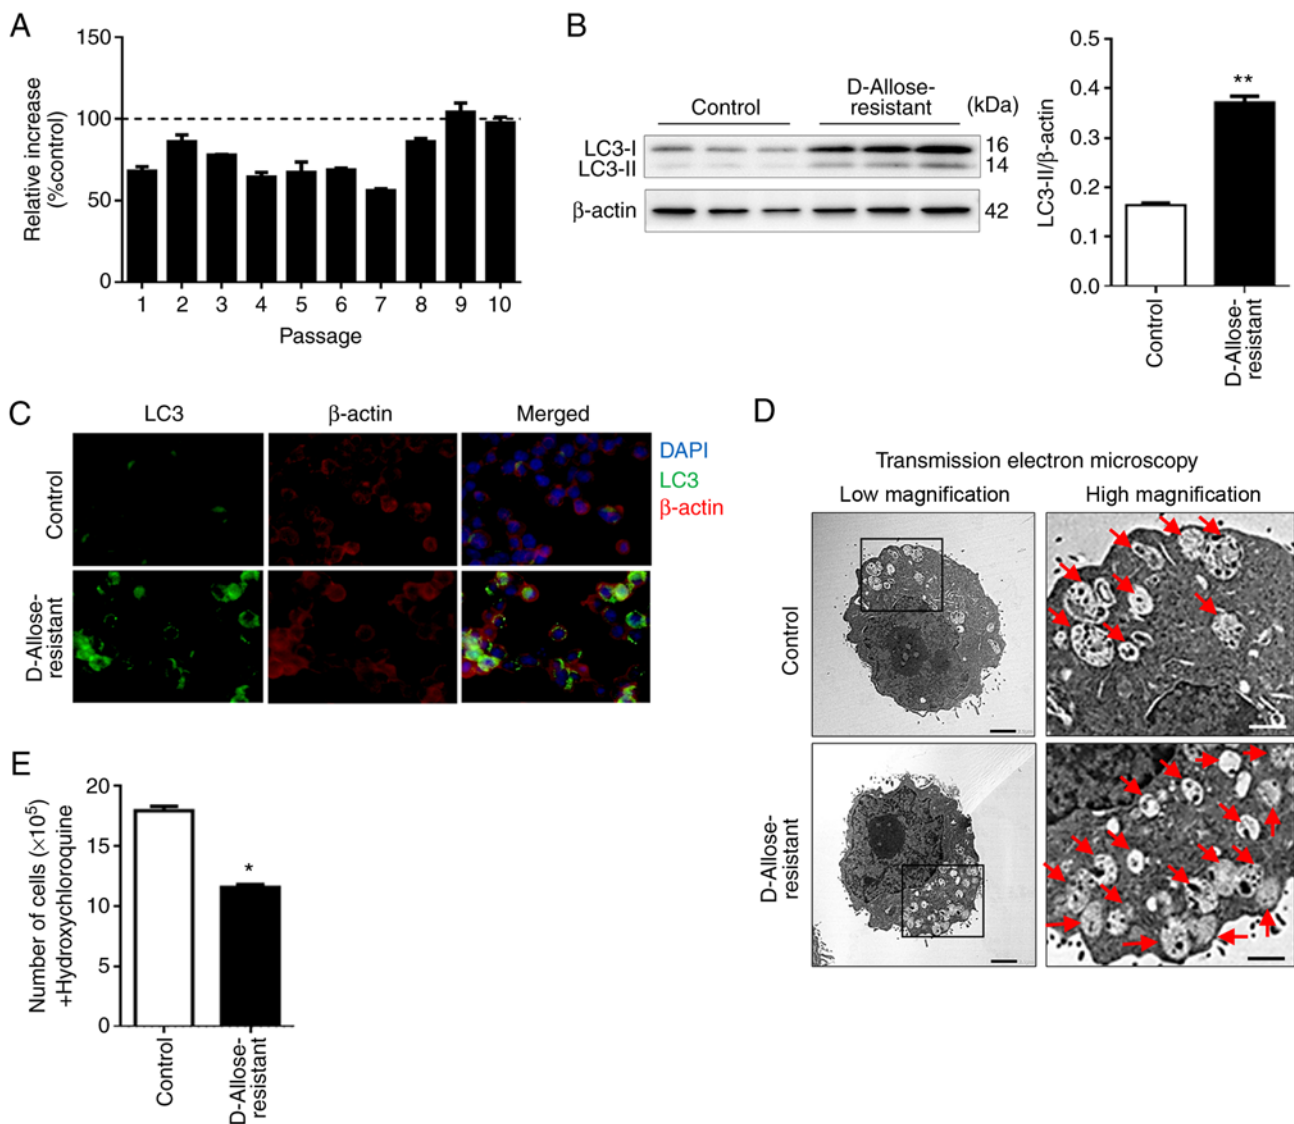 A
150
100
50
0
Relative increase
(%control)
1 2 3 4 5 6 7 8 9 10
Passage
B
Control
D-Allose-
resistant
(kDa)
LC3-I
LC3-II
β-actin
16
14
42
0.5
0.4
0.3
0.2
0.1
0.0
LC3-II/β-actin
**
Control
D-Allose-
resistant
C
LC3 β-actin Merged
Control
D-Allose-
resistant
DAPI
LC3
β-actin
D
Transmission electron microscopy
Low magnification High magnification
Control
D-Allose-
resistant
E
20
15
10
5
0
Number of cells (×10⁵)
+Hydroxychloroquine
*
Control
D-Allose-
resistant